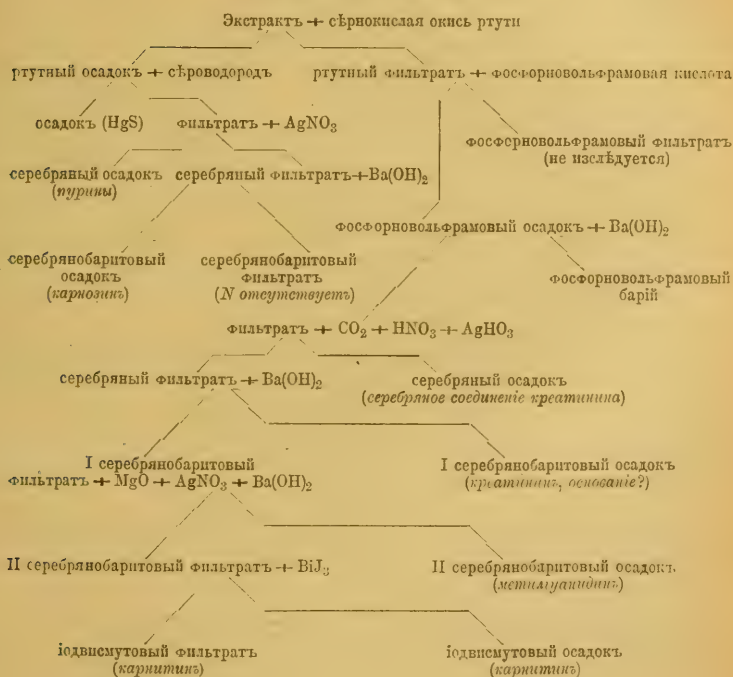 Экстрактъ + сѣрнокислая окись ртути
ртутный осадокъ + сѣроводородъ
ртутный фильтратъ + фосфорновольфрамовая кислота
осадокъ (HgS)
фильтратъ + AgNO3
фосфорновольфрамовый фильтратъ
(не изслѣдуется)
серебряный осадокъ
(пурины)
серебряный фильтратъ + Ba(OH)2
фосфорновольфрамовый осадокъ + Ba(OH)2
серебрянобаритовый
осадокъ
(карнозинъ)
серебрянобаритовый
фильтратъ
(N отсутствуетъ)
фосфорновольфрамовый
барій
фильтратъ + CO2 + HNO3 + AgHO3
серебряный фильтратъ + Ba(OH)2
серебряный осадокъ
(серебряное соединеніе креатинина)
I серебрянобаритовый
фильтратъ + MgO + AgNO3 + Ba(OH)2
I серебрянобаритовый осадокъ
(креатининъ, основаніе?)
II серебрянобаритовый фильтратъ + BiJ3
II серебрянобаритовый осадокъ.
(метилгуанидинъ)
іодвисмутовый фильтратъ
(карнитинъ)
іодвисмутовый осадокъ
(карнитинъ)